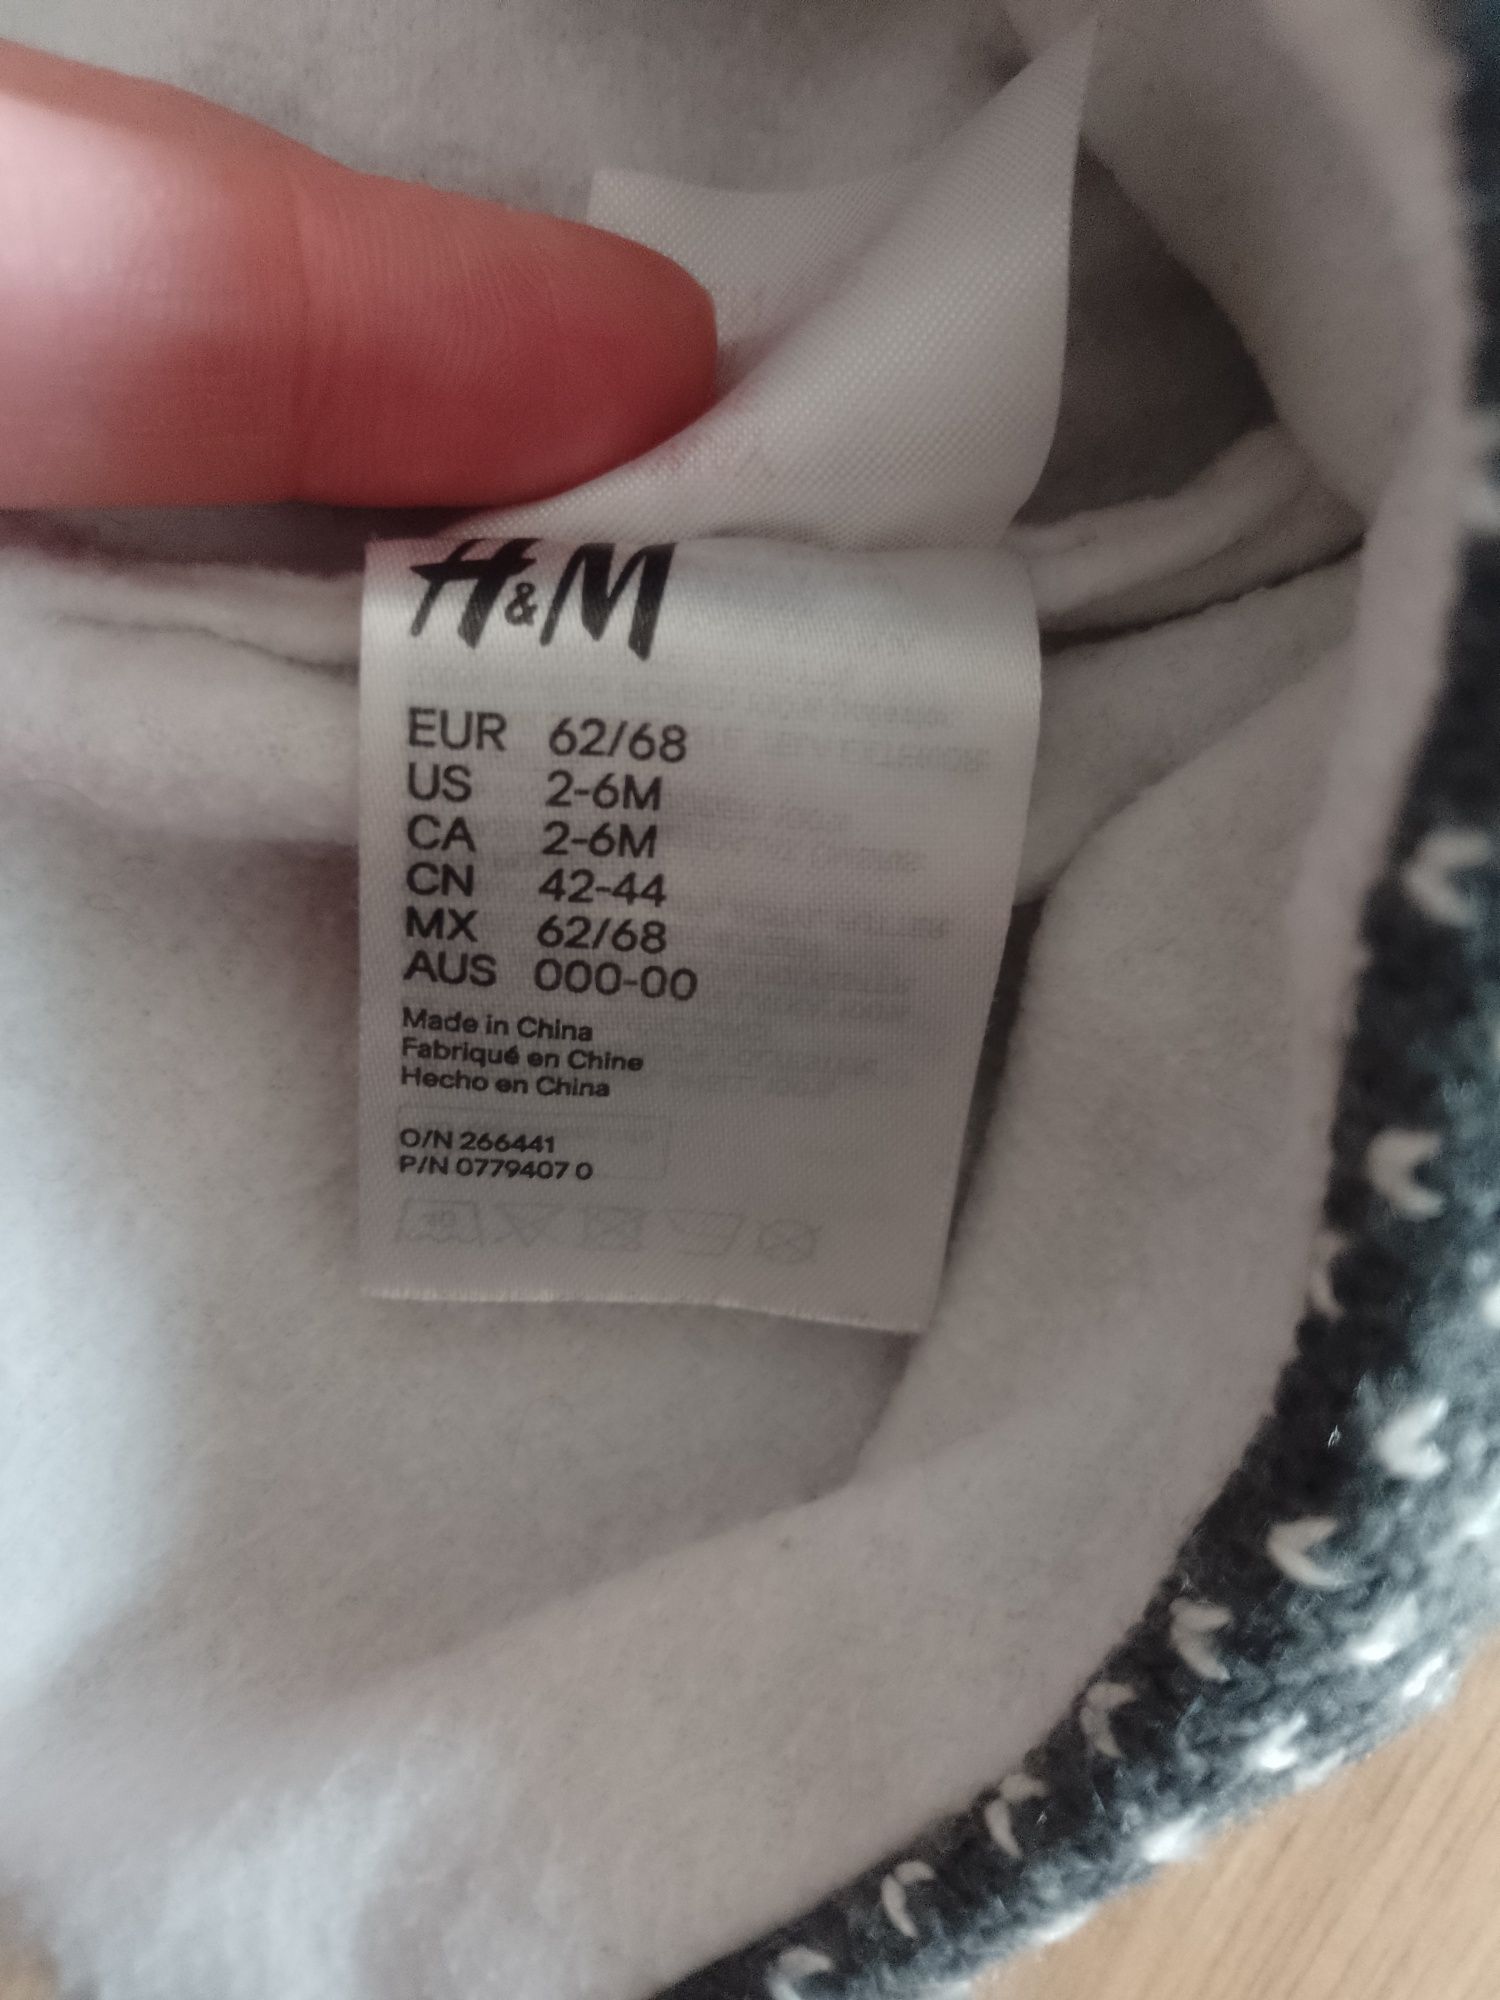 H&M
EUR 62/68
US 2-6M
CA 2-6M
CN 42-44
MX 62/68
AUS 000-00
Made in China
Fabriqué en Chine
Hecho en China
O/N 266441
P/N 0779407 0